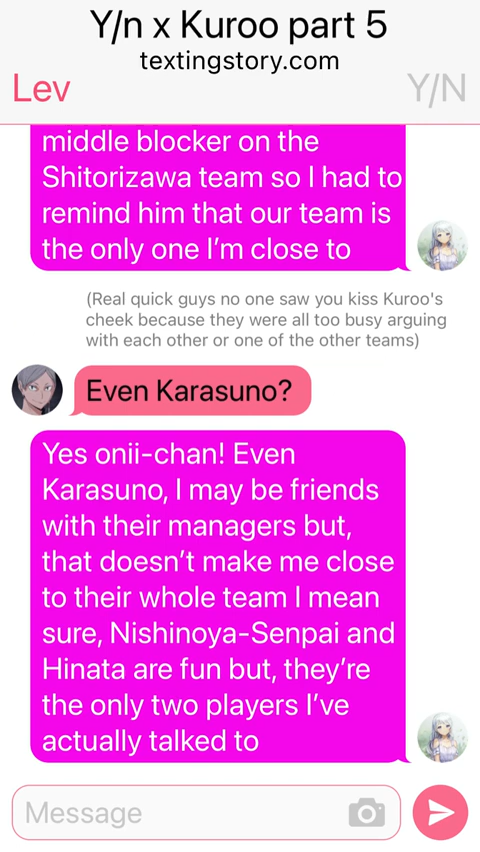 Y/n x Kuroo part 5
textingstory.com
Lev
Y/N
middle blocker on the
Shitorizawa team so I had to
remind him that our team is
the only one I'm close to
(Real quick guys no one saw you kiss Kuroo's
cheek because they were all too busy arguing
with each other or one of the other teams)
Even Karasuno?
Yes onii-chan! Even
Karasuno, I may be friends
with their managers but,
that doesn't make me close
to their whole team I mean
sure, Nishinoya-Senpai and
Hinata are fun but, they're
the only two players I've
actually talked to
Message